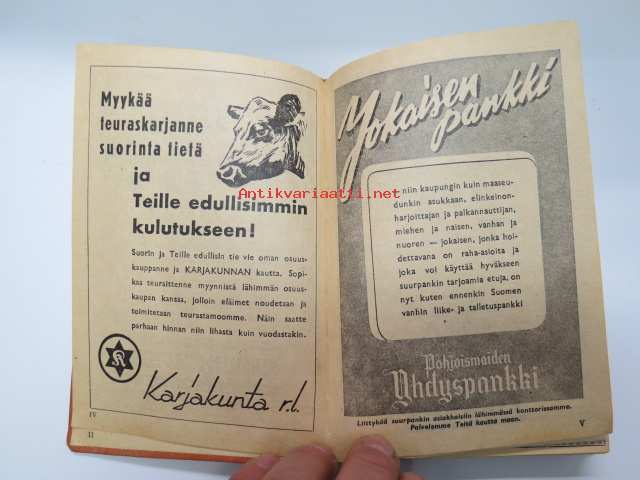 Myykää
teuraskarjanne
suorinta tietä
ja
Teille edullisimmin
kulutukseen!
Suorin ja Teille edullisin tie vie oman osuus-
kauppanne ja KARJAKUNNAN kautta. Sopi-
kaa teursittenne myynnistä lähimmän osuus-
kaupan kanssa, jolloin eläimet noudetaan ja
toimitetaan teurastamoomme. Näin saatte
parhaan hinnan niin lihasta kuin vuodastakin.
Karjakunta r.l.
IV
II
Jokaisen
pankki
niin kaupungin kuin maaseu-
dunkin asukkaan, elinkeinon-
harjoittajan ja palkannauttijan,
miehen ja naisen, vanhan ja
nuoren — jokaisen, jonka hoi-
dettavana on raha-asioita ja
joka voi käyttää hyväkseen
suurpankin tarjoamia etuja, on
nyt kuten ennenkin Suomen
vanhin liike- ja talletuspankki
Pohjoismaiden
Yhdyspankki
Liittykää suurpankin asiakkaisiin lähimmässä konttorissamme.
Palvelemme Teitä kautta maan.
V
Antikvariaatti.net